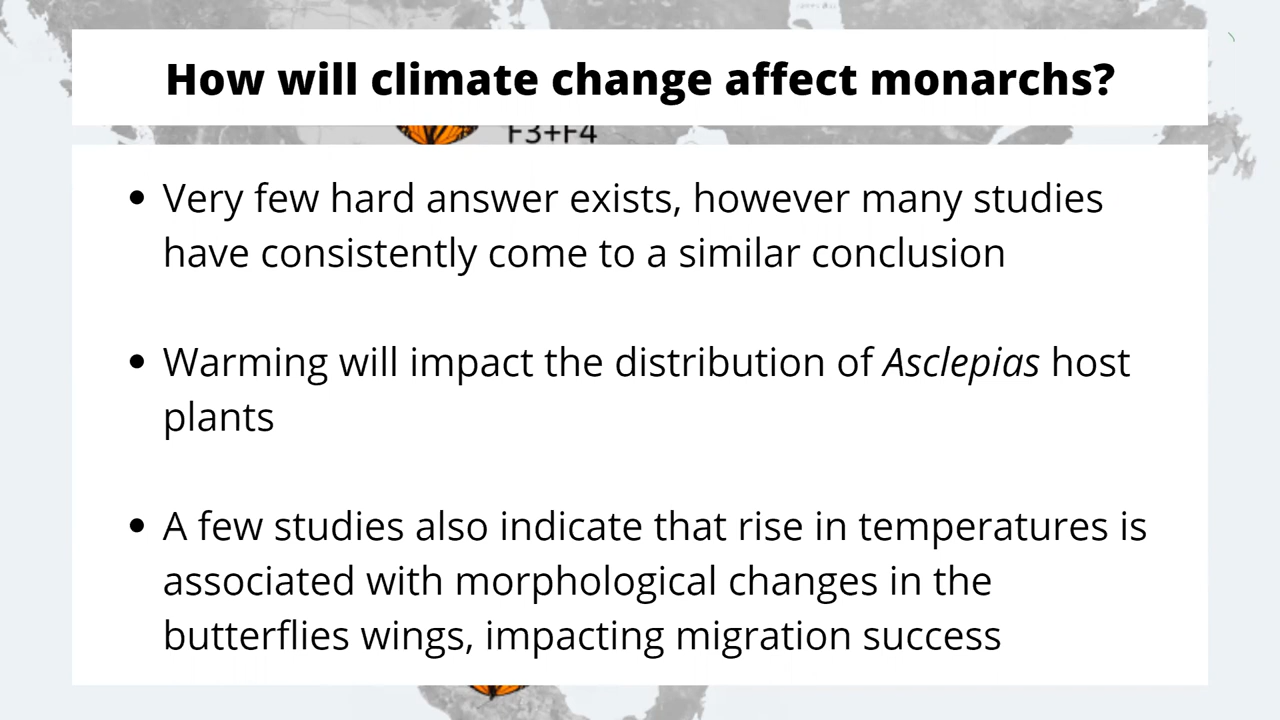 How will climate change affect monarchs?
F3+F4
• Very few hard answer exists, however many studies
have consistently come to a similar conclusion
• Warming will impact the distribution of Asclepias host
plants
• A few studies also indicate that rise in temperatures is
associated with morphological changes in the
butterflies wings, impacting migration success